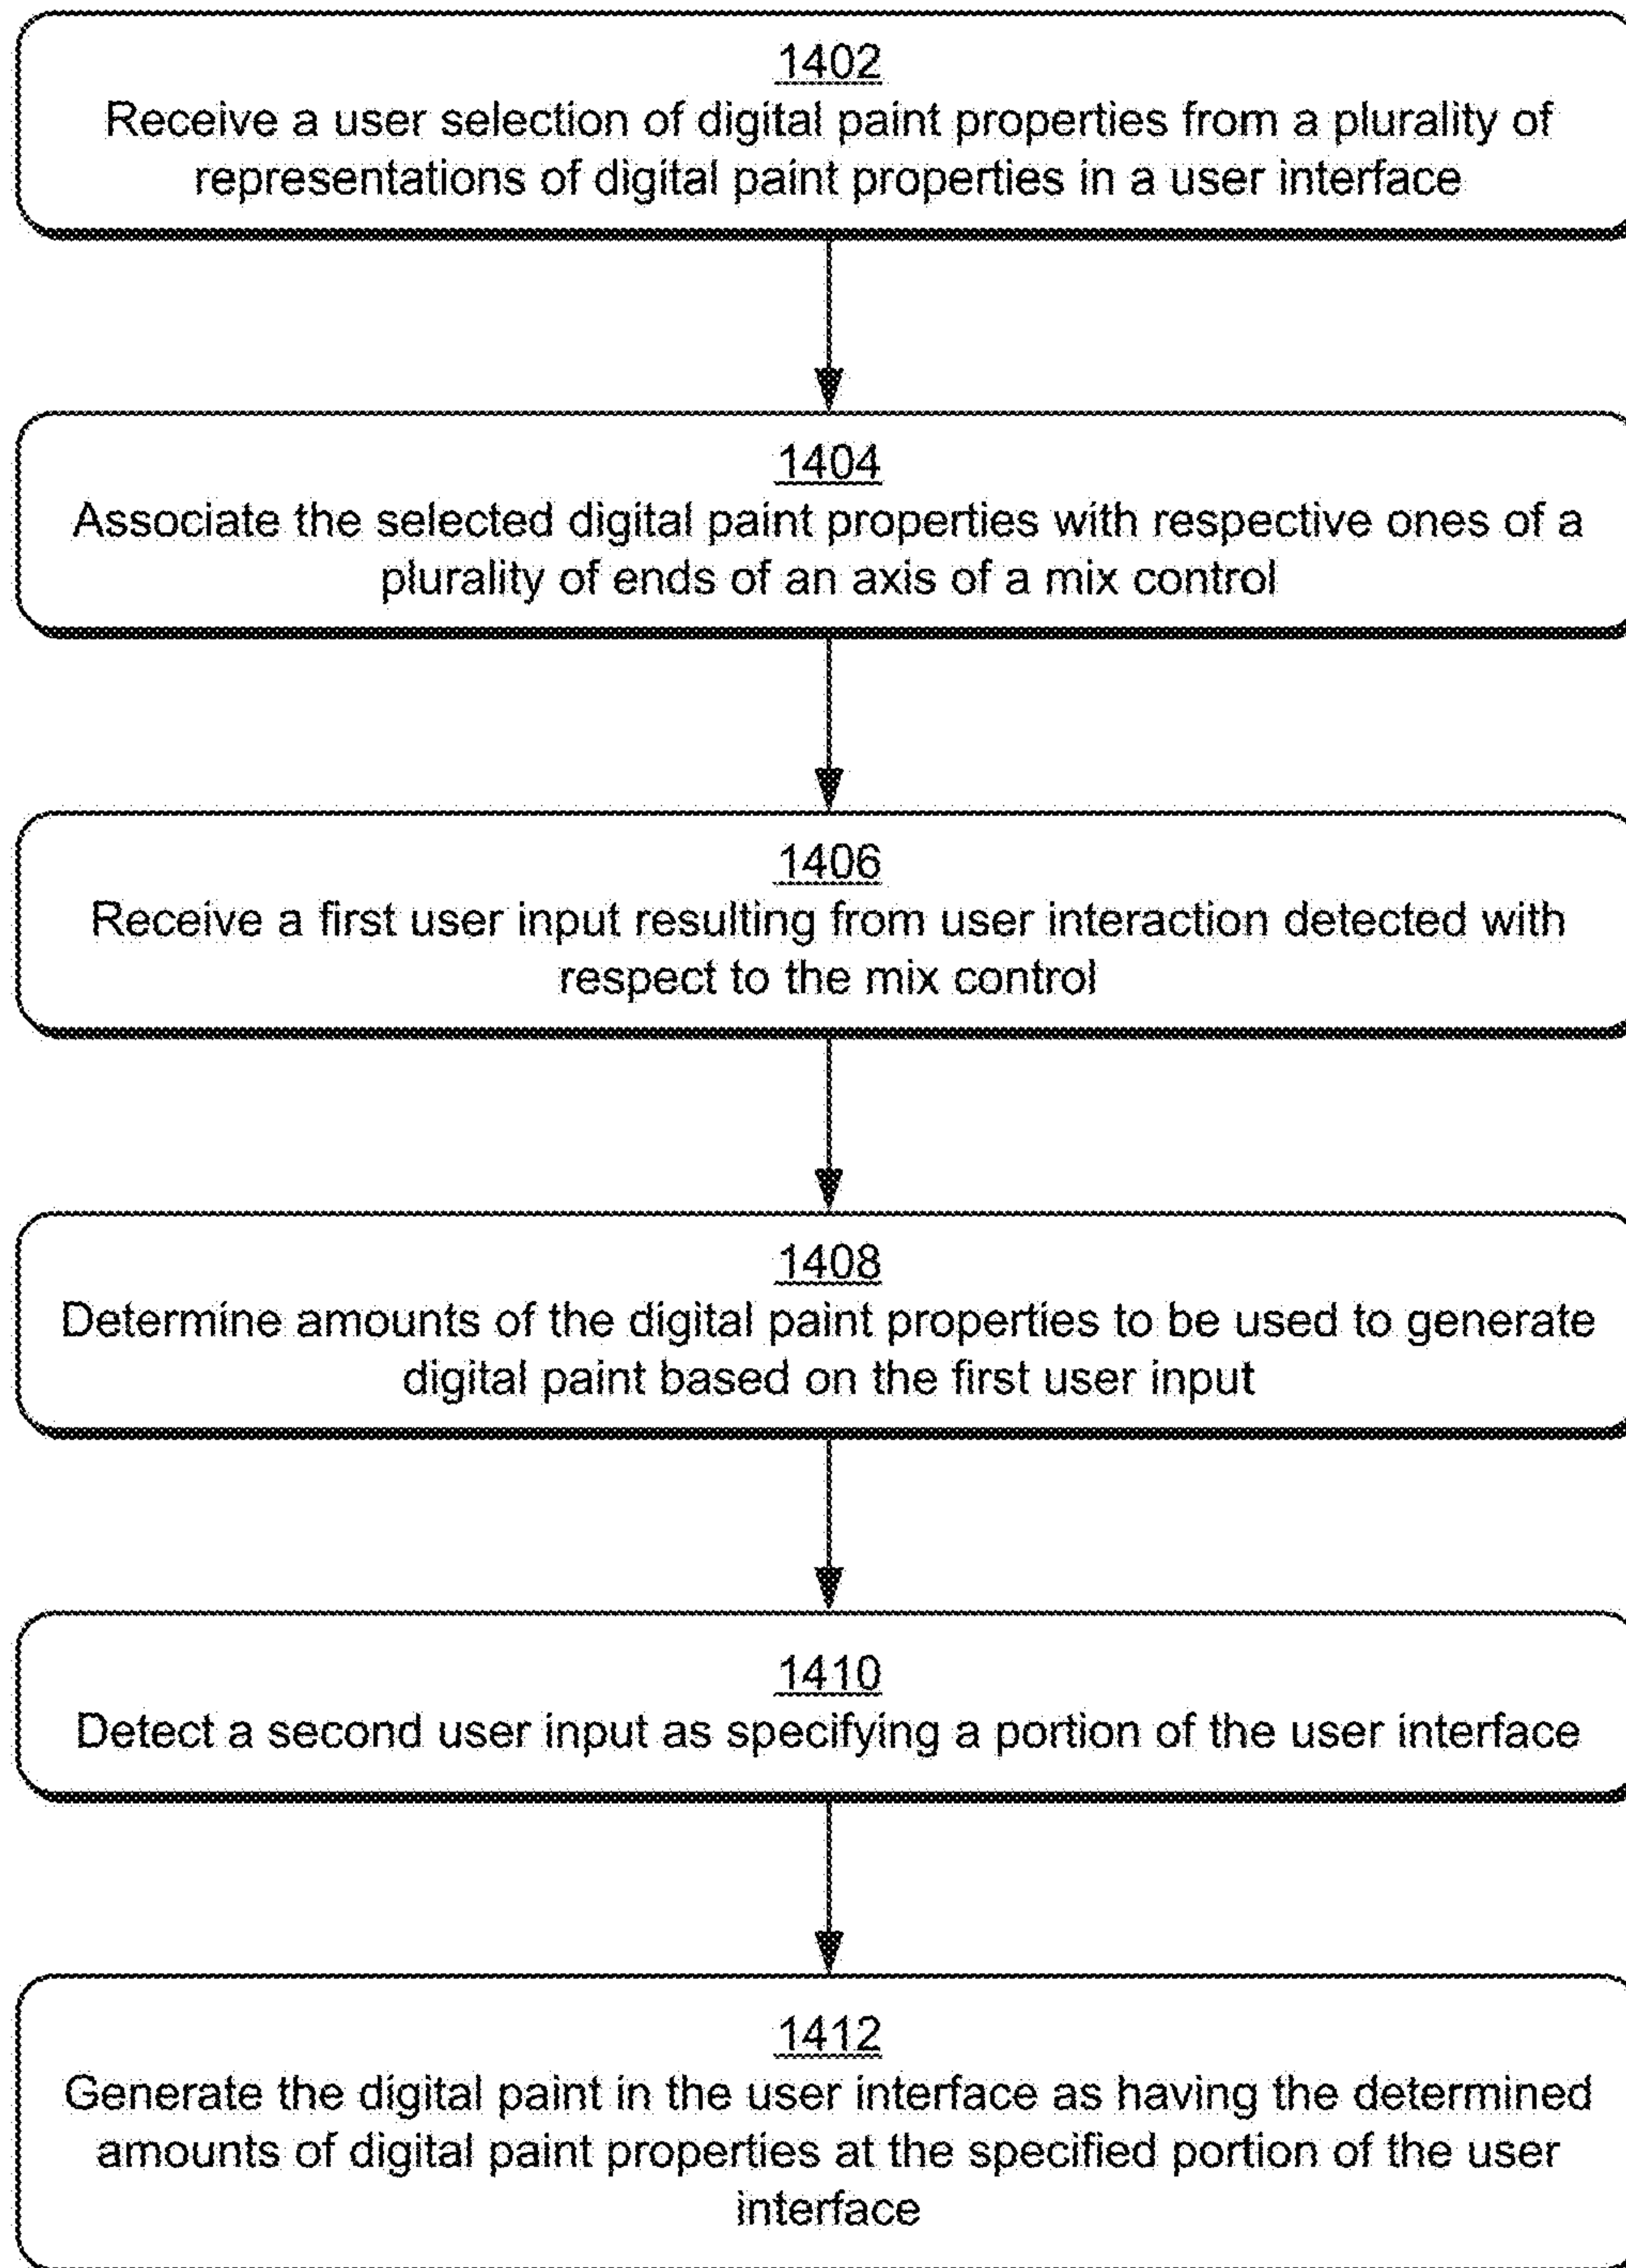 1402
Receive a user selection of digital paint properties from a plurality of
representations of digital paint properties in a user interface
1404
Associate the selected digital paint properties with respective ones of a
plurality of ends of an axis of a mix control
1406
Receive a first user input resulting from user interaction detected with
respect to the mix control
1408
Determine amounts of the digital paint properties to be used to generate
digital paint based on the first user input
1410
Detect a second user input as specifying a portion of the user interface
1412
Generate the digital paint in the user interface as having the determined
amounts of digital paint properties at the specified portion of the user
interface